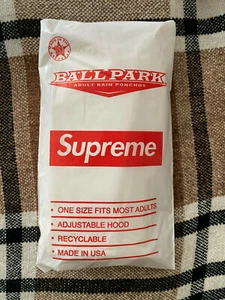 BALL PARK
ADULT RAIN PONCHOS
Supreme
• ONE SIZE FITS MOST ADULTS
• ADJUSTABLE HOOD
• RECYCLABLE
• MADE IN USA